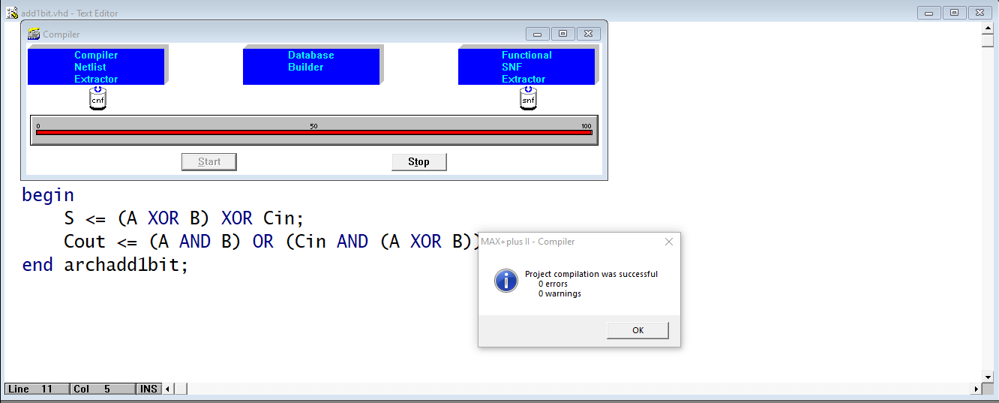 add1bit.vhd - Text Editor
Compiler
Compiler
Netlist
Extractor
Database
Builder
Functional
SNF
Extractor
cnf
snf
0 50 100
Start
Stop
begin
S <= (A XOR B) XOR Cin;
Cout <= (A AND B) OR (Cin AND (A XOR B))
end archadd1bit;
MAX+plus II - Compiler
Project compilation was successful
0 errors
0 warnings
OK
Line 11 Col 5 INS